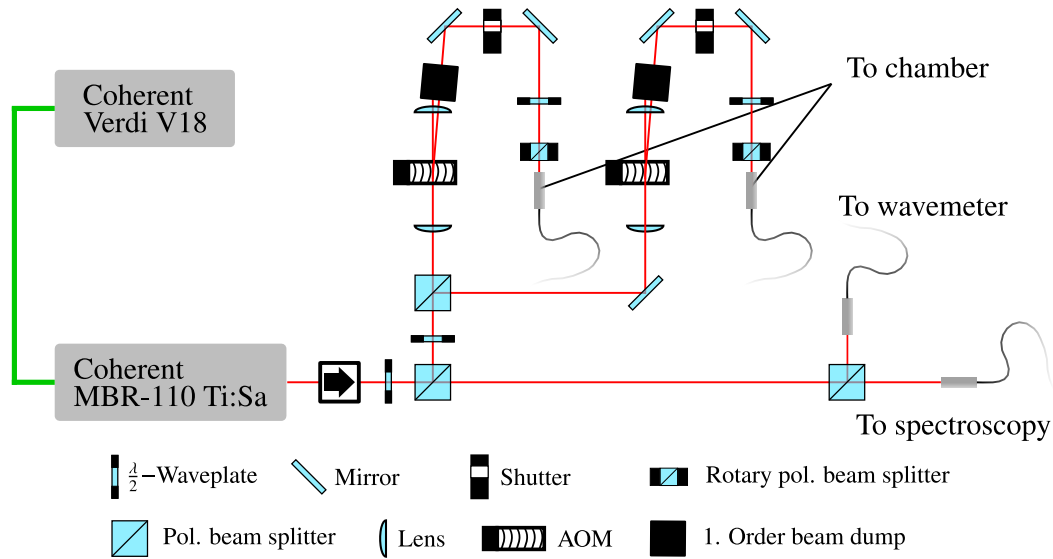 To chamber
Coherent
Verdi V18
To wavemeter
Coherent
MBR-110 Ti:Sa
To spectroscopy
λ/2−Waveplate
Mirror
Shutter
Rotary pol. beam splitter
Pol. beam splitter
Lens
AOM
1. Order beam dump